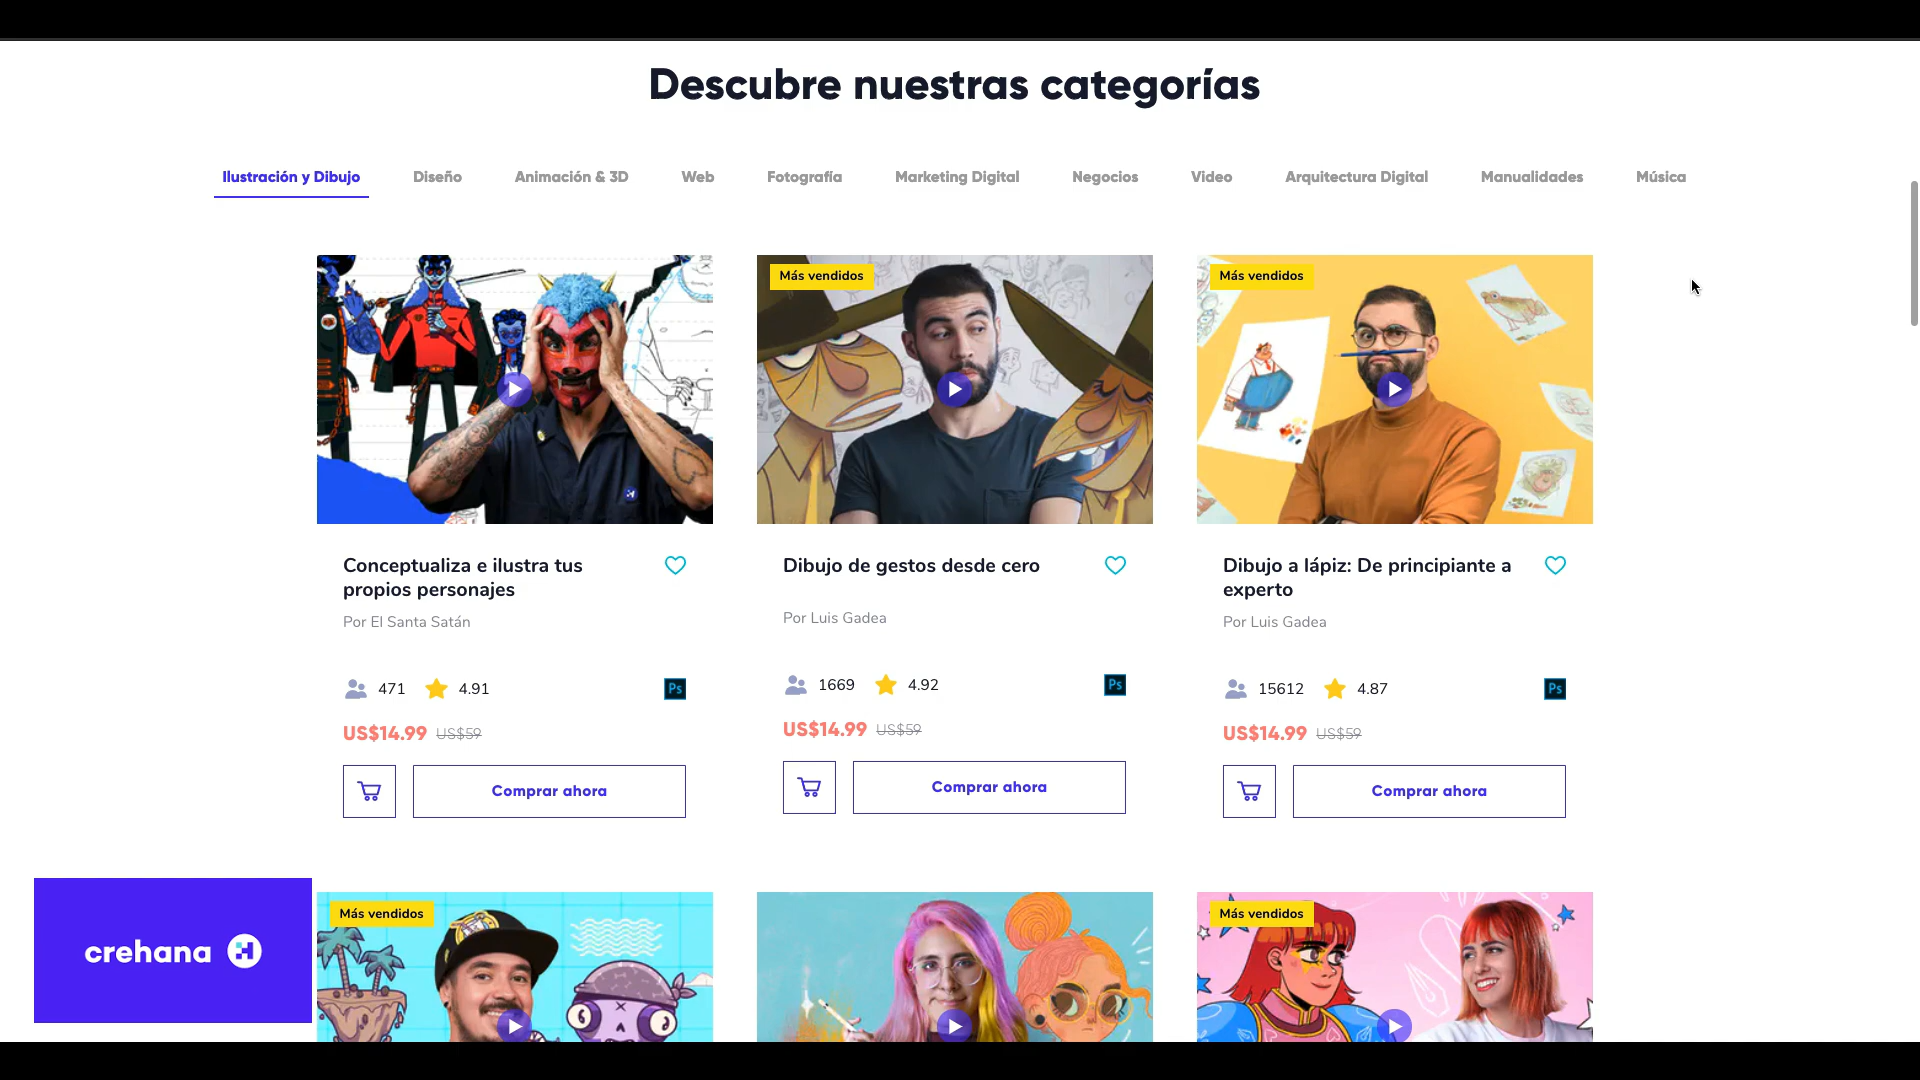 Descubre nuestras categorías
Ilustración y Dibujo
Diseño
Animación & 3D
Web
Fotografía
Marketing Digital
Negocios
Video
Arquitectura Digital
Manualidades
Música
Más vendidos
Más vendidos
Conceptualiza e ilustra tus
propios personajes
Por El Santa Satán
471
4.91
Ps
US$14.99 US$59
Comprar ahora
Dibujo de gestos desde cero
Por Luis Gadea
1669
4.92
Ps
US$14.99 US$59
Comprar ahora
Dibujo a lápiz: De principiante a
experto
Por Luis Gadea
15612
4.87
Ps
US$14.99 US$59
Comprar ahora
crehana
Más vendidos
Más vendidos